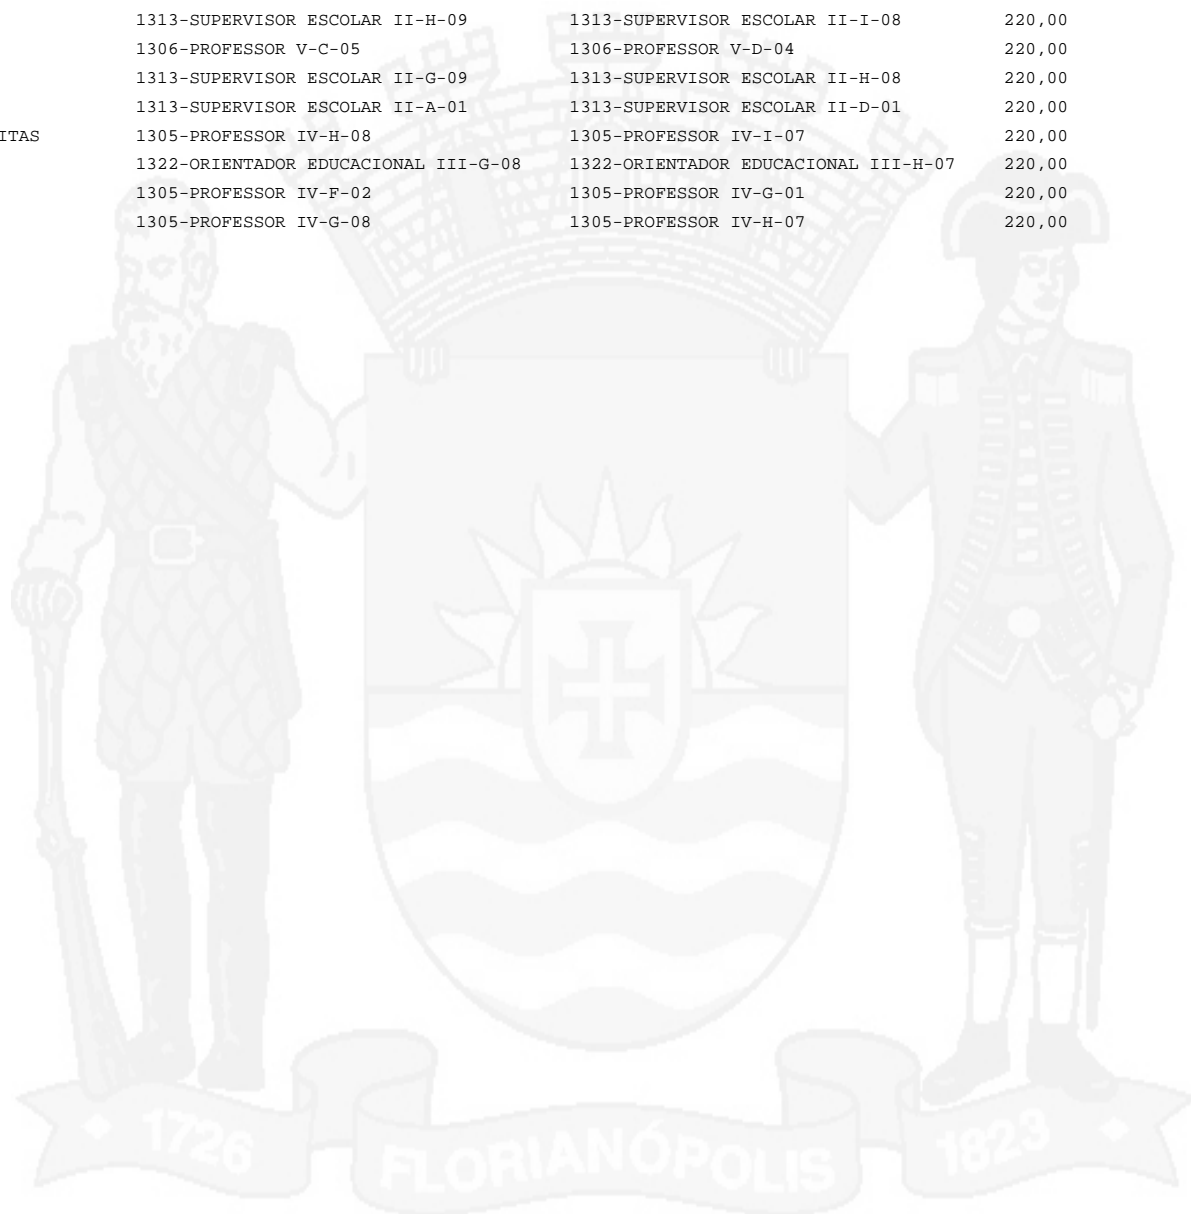 1313-SUPERVISOR ESCOLAR II-H-09 1313-SUPERVISOR ESCOLAR II-I-08 220,00
1306-PROFESSOR V-C-05 1306-PROFESSOR V-D-04 220,00
1313-SUPERVISOR ESCOLAR II-G-09 1313-SUPERVISOR ESCOLAR II-H-08 220,00
1313-SUPERVISOR ESCOLAR II-A-01 1313-SUPERVISOR ESCOLAR II-D-01 220,00
ITAS 1305-PROFESSOR IV-H-08 1305-PROFESSOR IV-I-07 220,00
1322-ORIENTADOR EDUCACIONAL III-G-08 1322-ORIENTADOR EDUCACIONAL III-H-07 220,00
1305-PROFESSOR IV-F-02 1305-PROFESSOR IV-G-01 220,00
1305-PROFESSOR IV-G-08 1305-PROFESSOR IV-H-07 220,00
1726 FLORIANÓPOLIS 1823